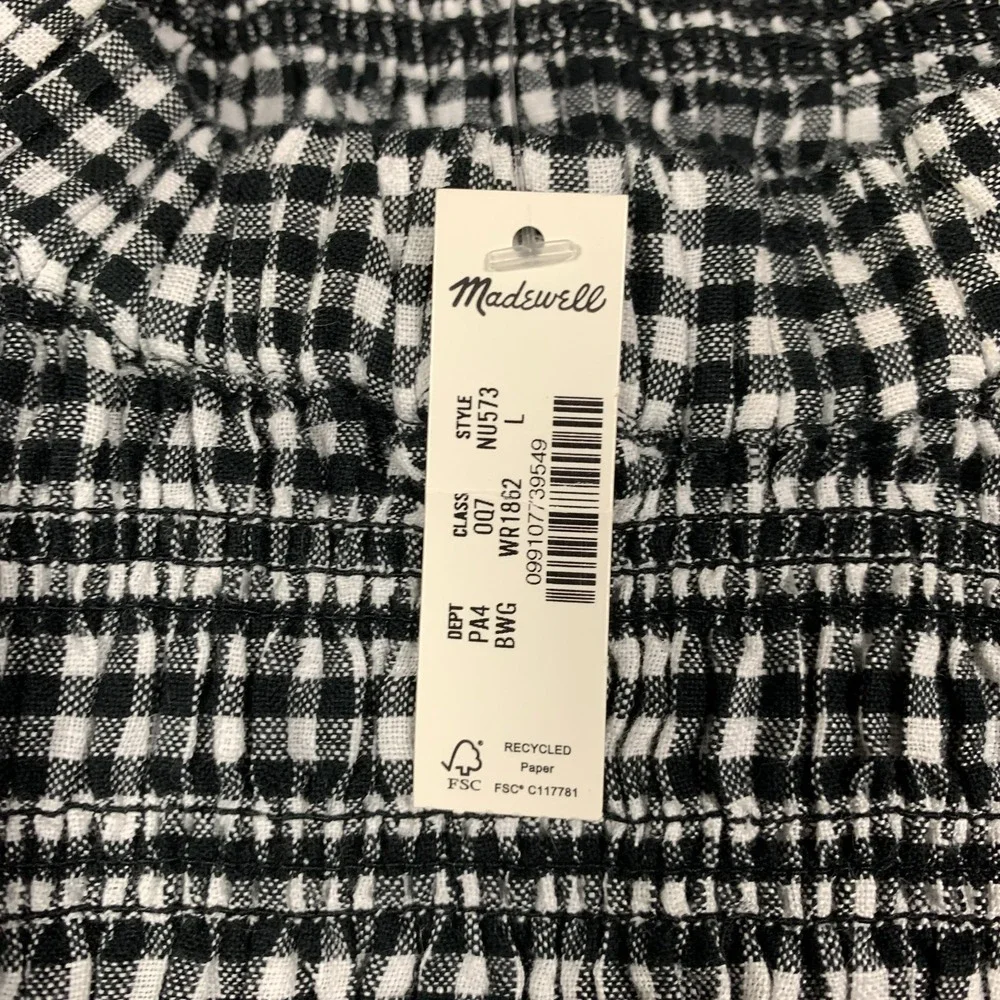 Madewell
DEPT CLASS STYLE
PA4 007 NU573
BWG WR1862 L
099107739549
FSC
RECYCLED
Paper
FSC® C117781